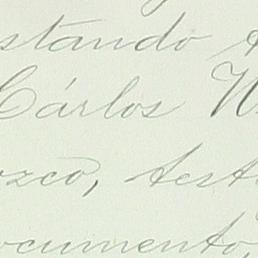 stando
Cárlos
ozco, test
ocumento,